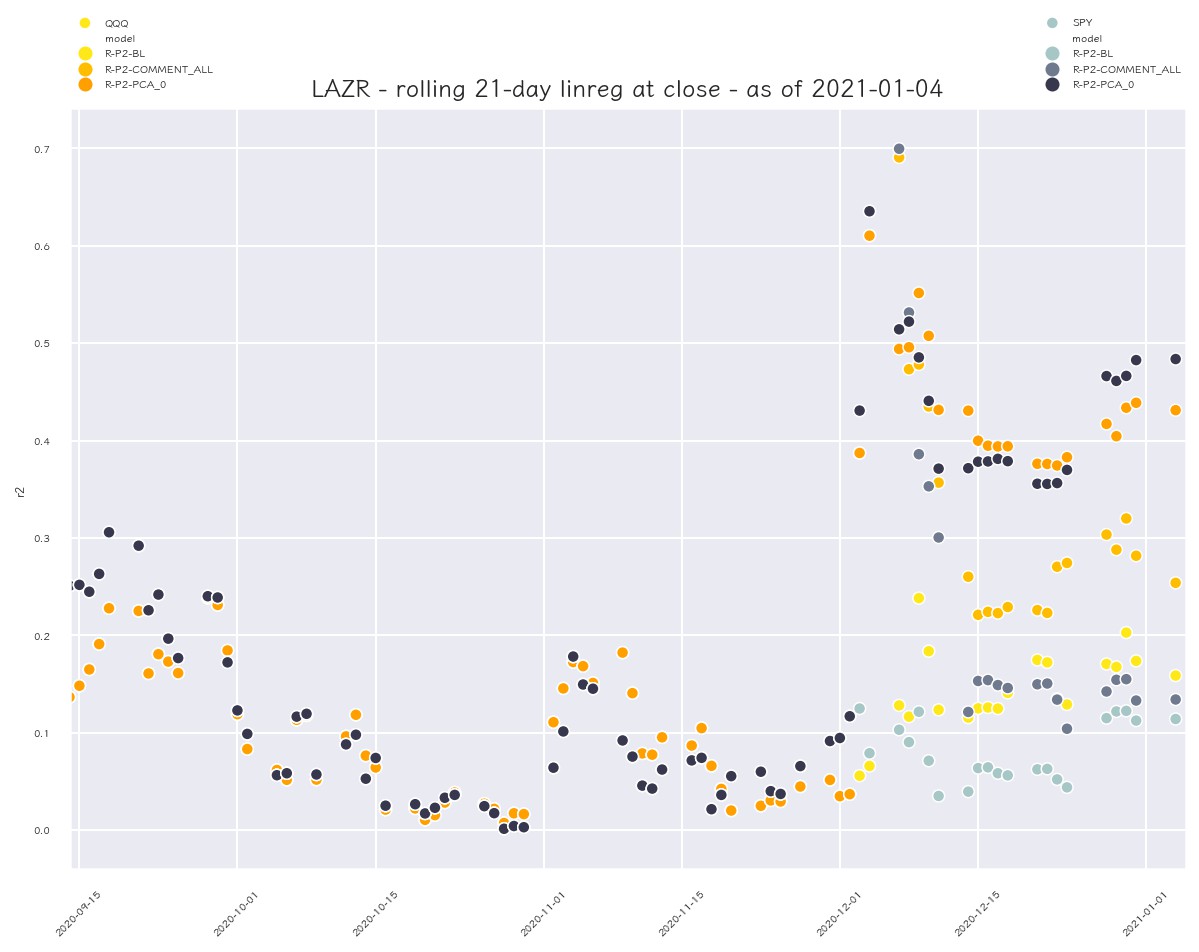 QQQ
model
R-P2-BL
R-P2-COMMENT_ALL
R-P2-PCA_0
SPY
model
R-P2-BL
R-P2-COMMENT_ALL
R-P2-PCA_0
LAZR - rolling 21-day linreg at close - as of 2021-01-04
0.7
0.6
0.5
0.4
0.3
0.2
0.1
0.0
r2
2020-09-15
2020-10-01
2020-10-15
2020-11-01
2020-11-15
2020-12-01
2020-12-15
2021-01-01